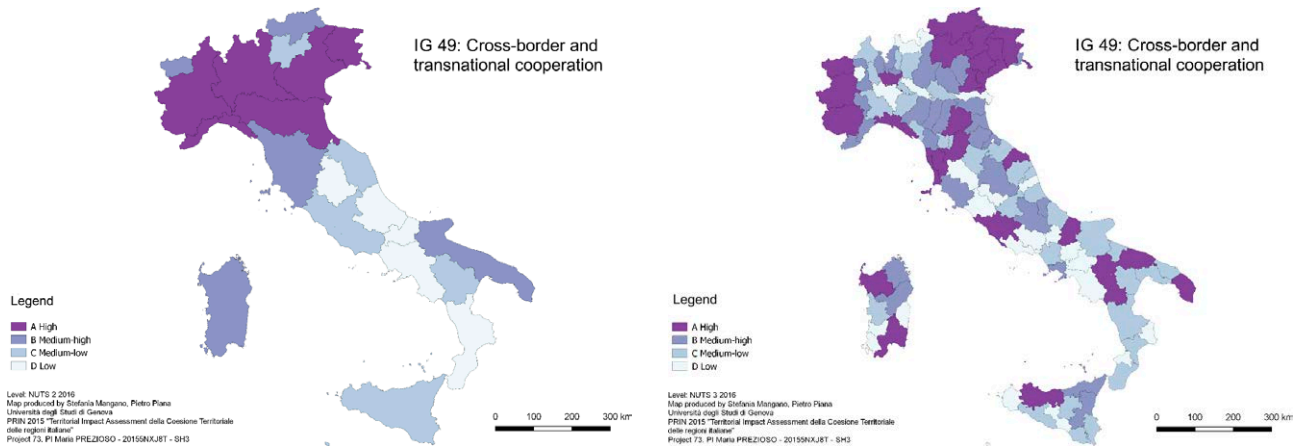 IG 49: Cross-border and
transnational cooperation
Legend
A High
B Medium-high
C Medium-low
D Low
Level: NUTS 2 2016
Map produced by Stefania Mangano, Pietro Piana
Università degli Studi di Genova
PRIN 2015 "Territorial Impact Assessment della Coesione Territoriale
delle regioni italiane"
Project 73. PI Maria PREZIOSO - 20155NXJ8T - SH3
0 100 200 300 km
IG 49: Cross-border and
transnational cooperation
Legend
A High
B Medium-high
C Medium-low
D Low
Level: NUTS 3 2016
Map produced by Stefania Mangano, Pietro Piana
Università degli Studi di Genova
PRIN 2015 "Territorial Impact Assessment della Coesione Territoriale
delle regioni italiane"
Project 73. PI Maria PREZIOSO - 20155NXJ8T - SH3
0 100 200 300 km